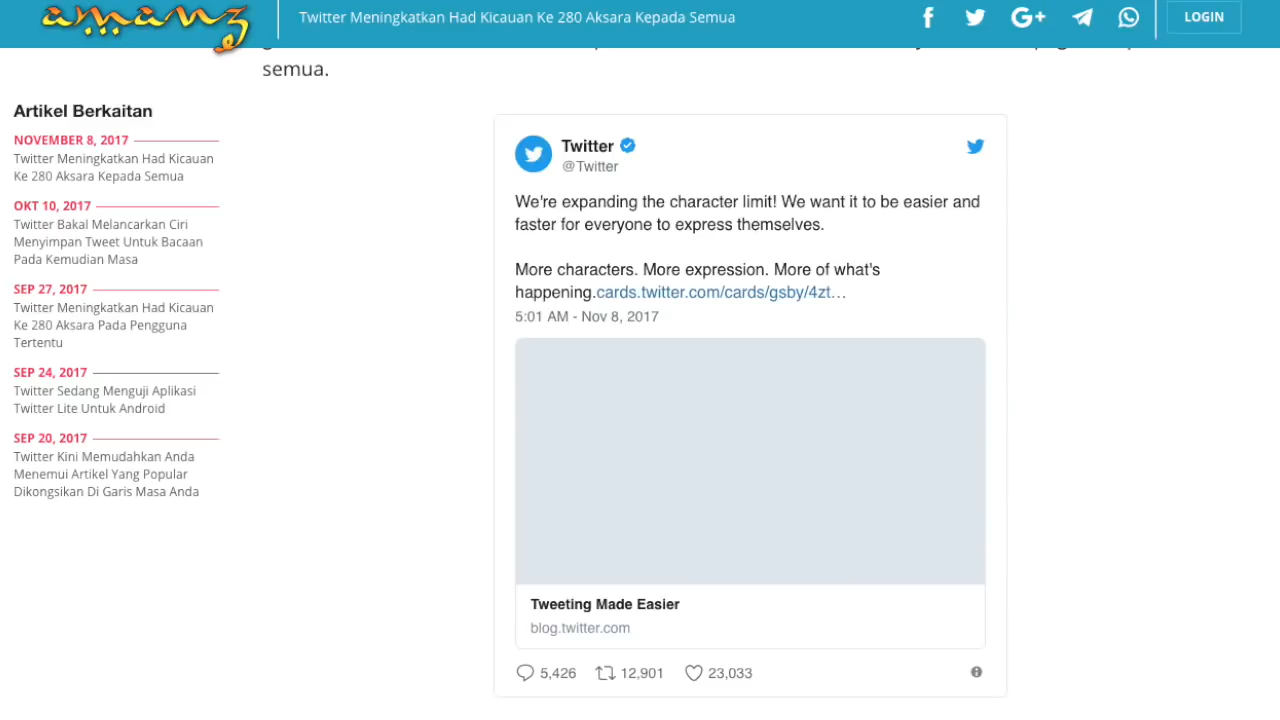 amanz
Twitter Meningkatkan Had Kicauan Ke 280 Aksara Kepada Semua
LOGIN
semua.
Artikel Berkaitan
NOVEMBER 8, 2017
Twitter Meningkatkan Had Kicauan
Ke 280 Aksara Kepada Semua
OKT 10, 2017
Twitter Bakal Melancarkan Ciri
Menyimpan Tweet Untuk Bacaan
Pada Kemudian Masa
SEP 27, 2017
Twitter Meningkatkan Had Kicauan
Ke 280 Aksara Pada Pengguna
Tertentu
SEP 24, 2017
Twitter Sedang Menguji Aplikasi
Twitter Lite Untuk Android
SEP 20, 2017
Twitter Kini Memudahkan Anda
Menemui Artikel Yang Popular
Dikongsikan Di Garis Masa Anda
Twitter
@Twitter
We're expanding the character limit! We want it to be easier and
faster for everyone to express themselves.
More characters. More expression. More of what's
happening.cards.twitter.com/cards/gsby/4zt…
5:01 AM - Nov 8, 2017
Tweeting Made Easier
blog.twitter.com
5,426 12,901 23,033